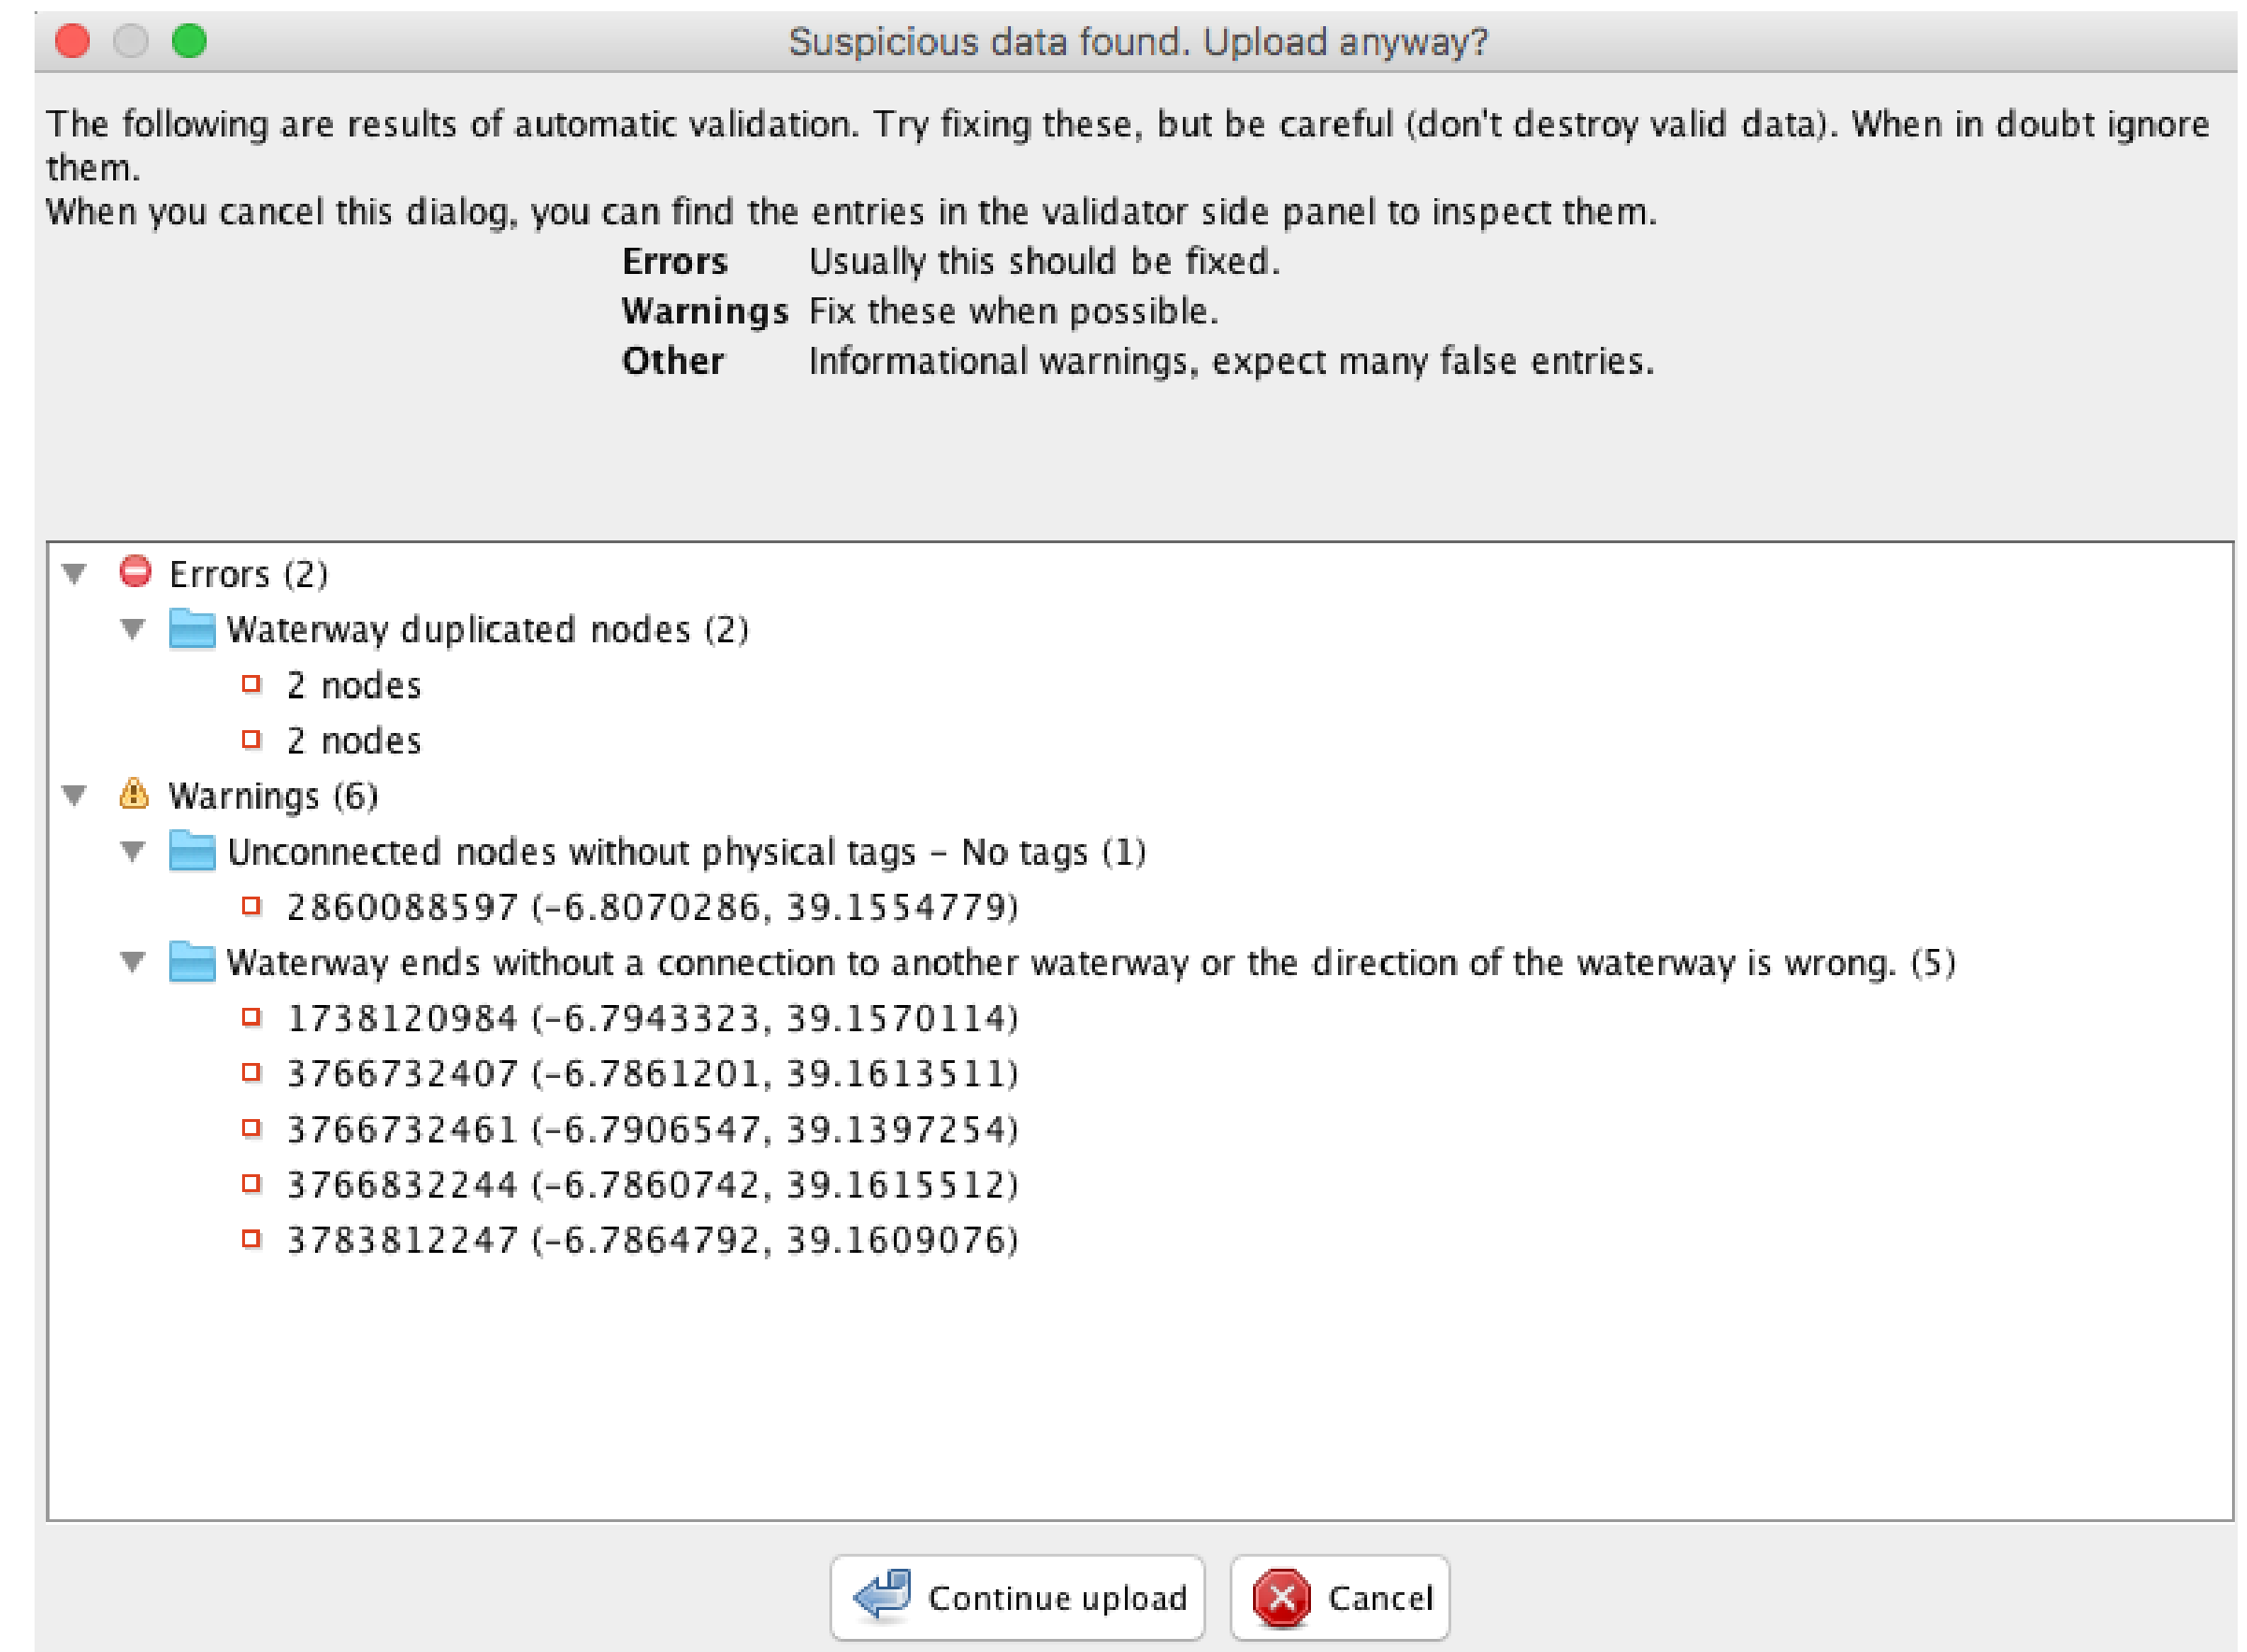 Suspicious data found. Upload anyway?
The following are results of automatic validation. Try fixing these, but be careful (don't destroy valid data). When in doubt ignore
them.
When you cancel this dialog, you can find the entries in the validator side panel to inspect them.
Errors Usually this should be fixed.
Warnings Fix these when possible.
Other Informational warnings, expect many false entries.
Errors (2)
Waterway duplicated nodes (2)
2 nodes
2 nodes
Warnings (6)
Unconnected nodes without physical tags – No tags (1)
2860088597 (-6.8070286, 39.1554779)
Waterway ends without a connection to another waterway or the direction of the waterway is wrong. (5)
1738120984 (-6.7943323, 39.1570114)
3766732407 (-6.7861201, 39.1613511)
3766732461 (-6.7906547, 39.1397254)
3766832244 (-6.7860742, 39.1615512)
3783812247 (-6.7864792, 39.1609076)
Continue upload Cancel